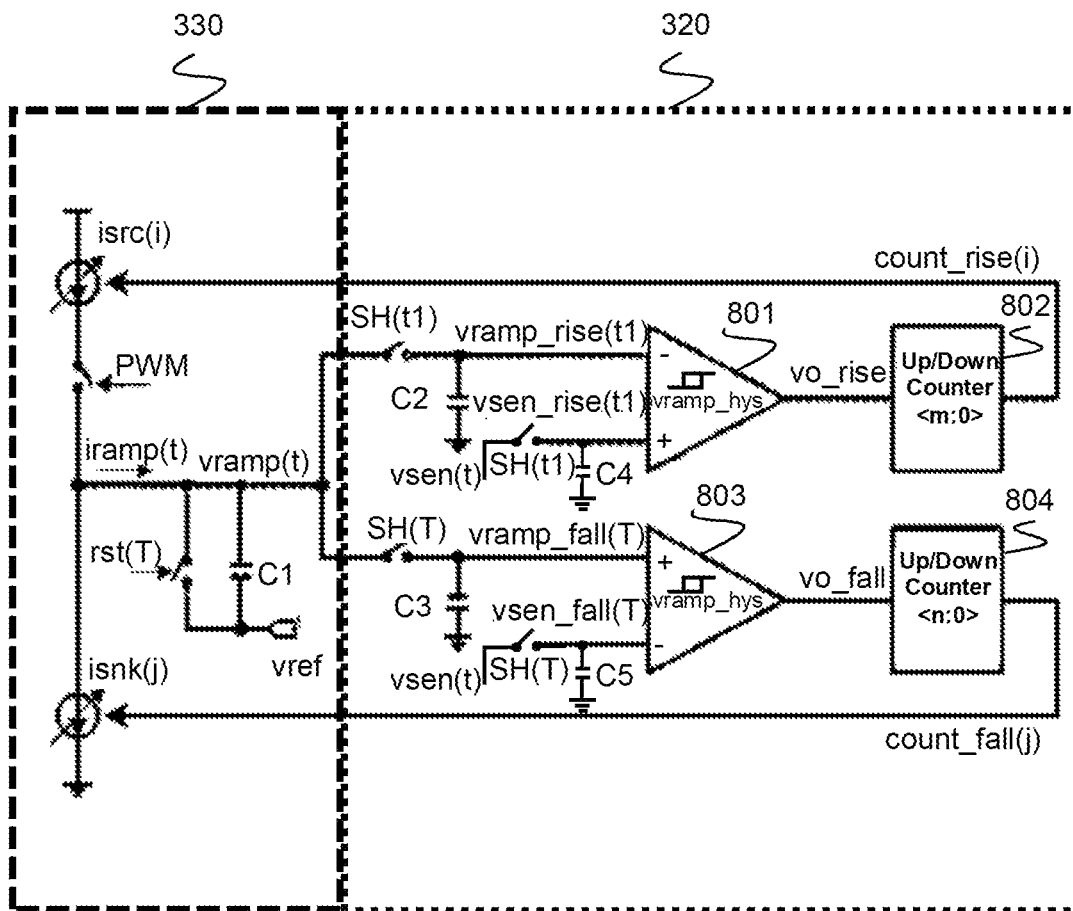 330
320
isrc(i)
count_rise(i)
SH(t1)
vramp_rise(t1)
801
802
PWM
C2
vsen_rise(t1)
-
vramp_hys
+
vo_rise
Up/Down
Counter
<m:0>
iramp(t)
vramp(t)
vsen(t)
SH(t1)
C4
803
804
SH(T)
vramp_fall(T)
rst(T)
C1
C3
vsen_fall(T)
+
vramp_hys
-
vo_fall
Up/Down
Counter
<n:0>
vref
isnk(j)
vsen(t)
SH(T)
C5
count_fall(j)